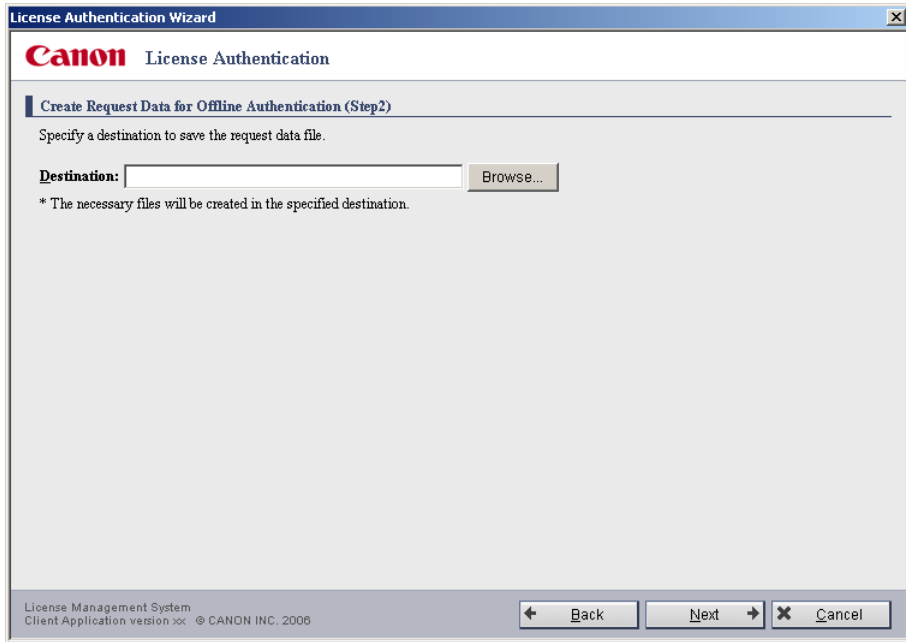 License Authentication Wizard
Canon License Authentication
Create Request Data for Offline Authentication (Step2)
Specify a destination to save the request data file.
Destination: Browse...
* The necessary files will be created in the specified destination.
License Management System
Client Application version xx © CANON INC. 2006
Back Next Cancel